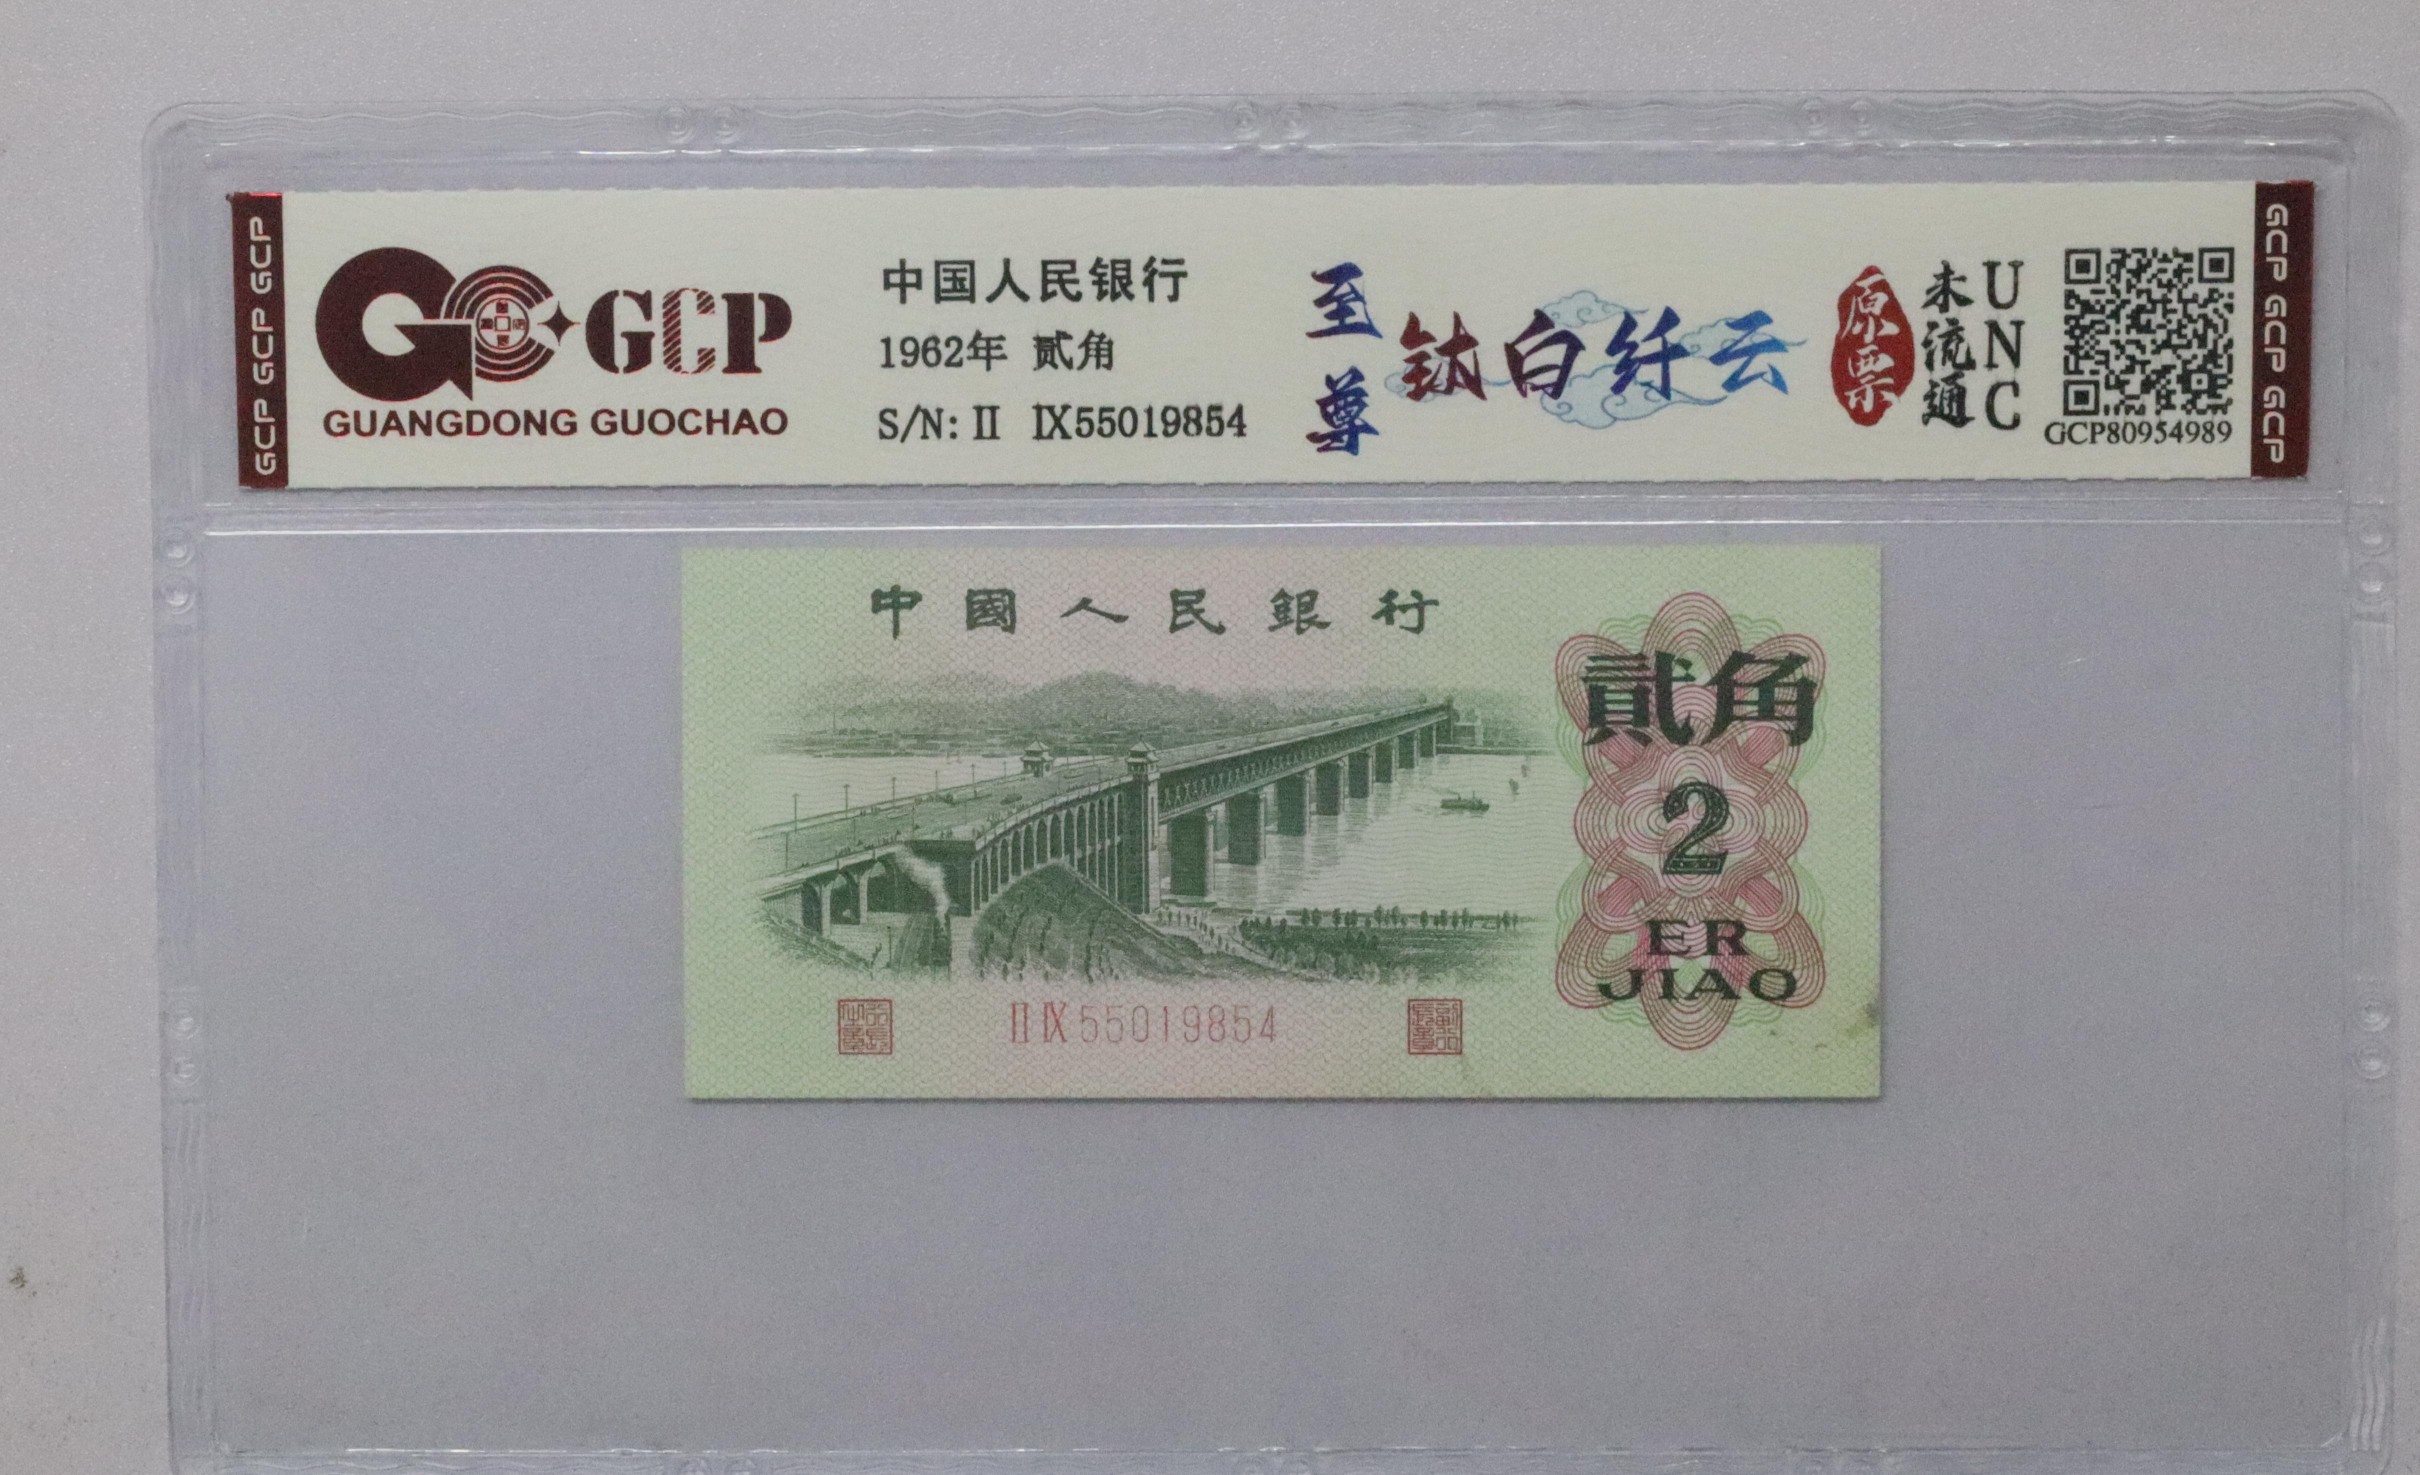 GCP GCP GCP
GCP
GUANGDONG GUOCHAO
中国人民银行
1962年 贰角
S/N: II IX55019854
至尊
钛白纤云
原票
未流通
UNC
GCP80954989
GCP GCP GCP
中國人民銀行
貳角
2
ER
JIAO
II IX 55019854